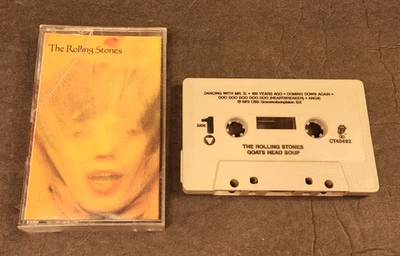 The Rolling Stones
DANCING WITH MR. D. • 100 YEARS AGO • COMING DOWN AGAIN •
DOO DOO DOO DOO DOO (HEARTBREAKER) • ANGIE
SIDE 1
CT40492
THE ROLLING STONES
GOATS HEAD SOUP